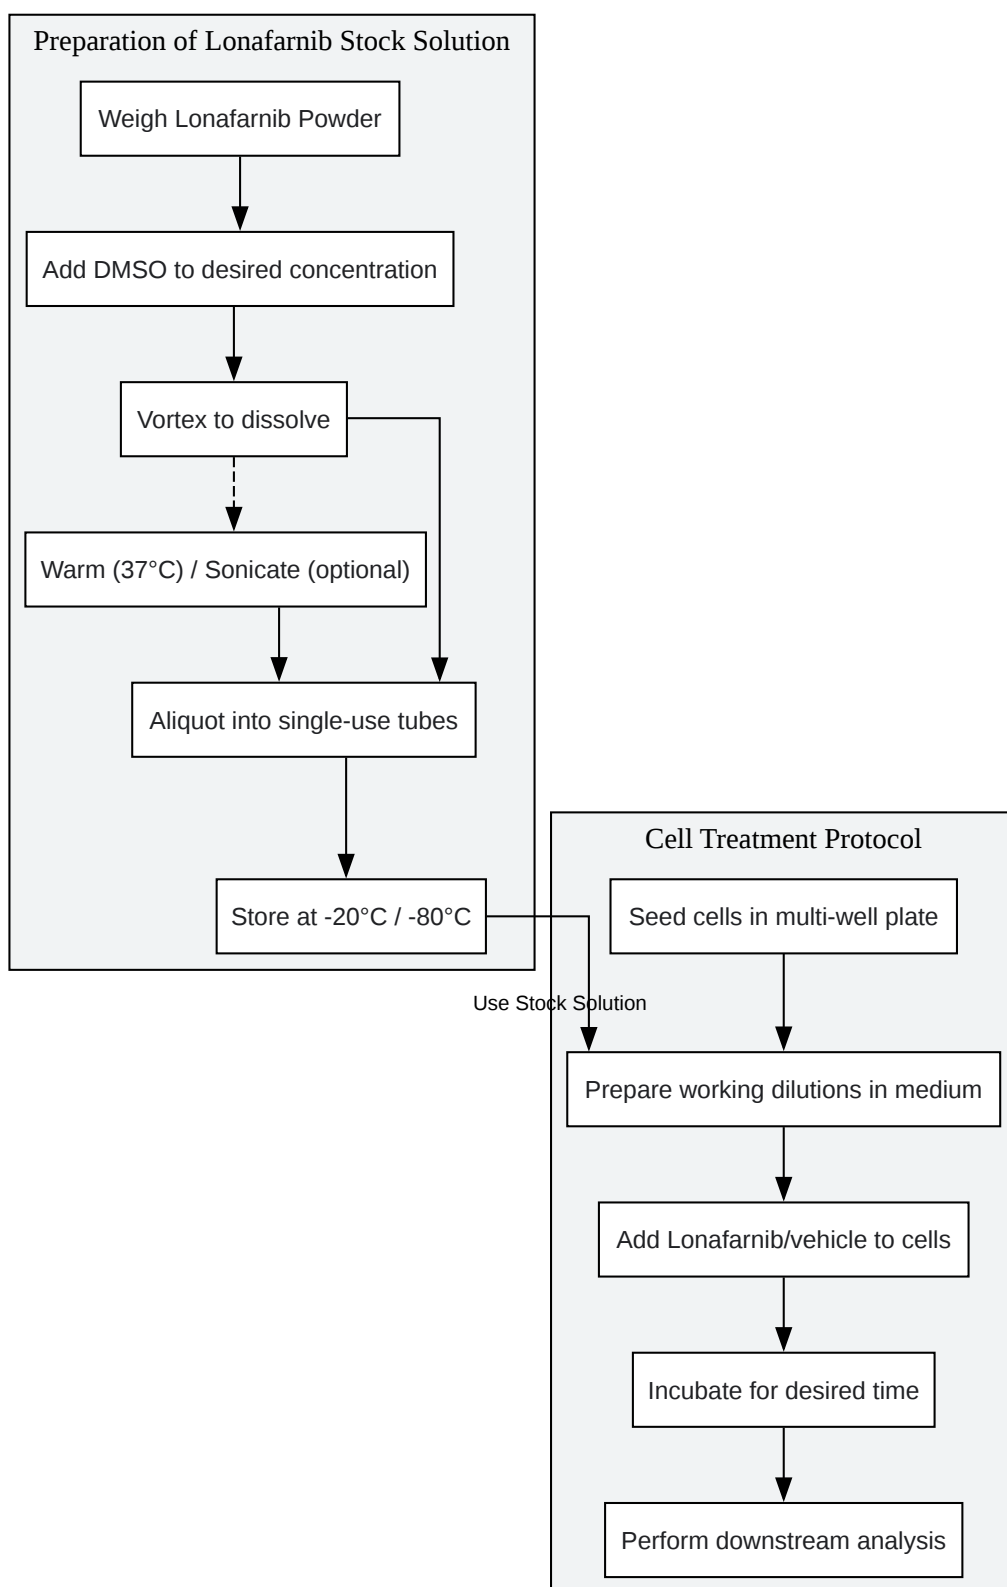 Preparation of Lonafarnib Stock Solution
Weigh Lonafarnib Powder
Add DMSO to desired concentration
Vortex to dissolve
Warm (37°C) / Sonicate (optional)
Aliquot into single-use tubes
Store at -20°C / -80°C
Use Stock Solution
Cell Treatment Protocol
Seed cells in multi-well plate
Prepare working dilutions in medium
Add Lonafarnib/vehicle to cells
Incubate for desired time
Perform downstream analysis